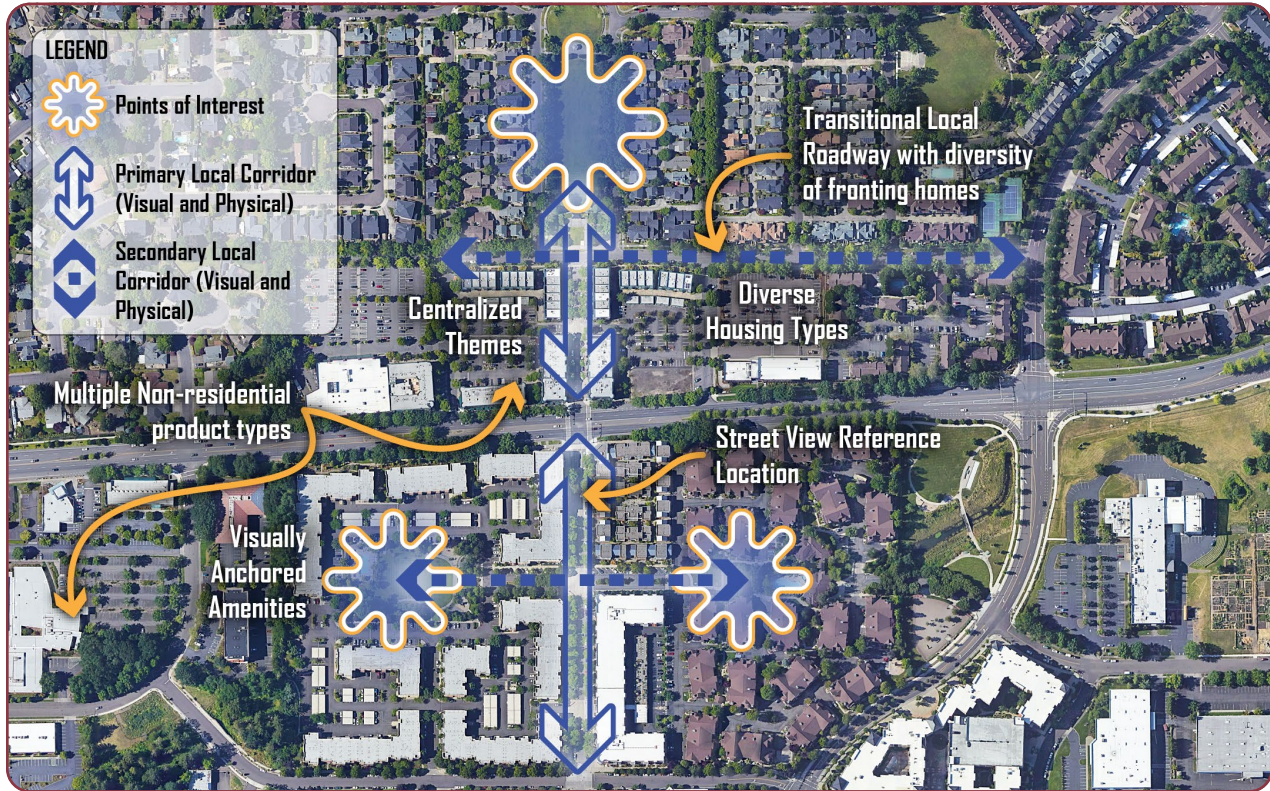 LEGEND
Points of Interest
Primary Local Corridor
(Visual and Physical)
Secondary Local
Corridor (Visual and
Physical)
Transitional Local
Roadway with diversity
of fronting homes
Centralized
Themes
Diverse
Housing Types
Multiple Non-residential
product types
Street View Reference
Location
Visually
Anchored
Amenities